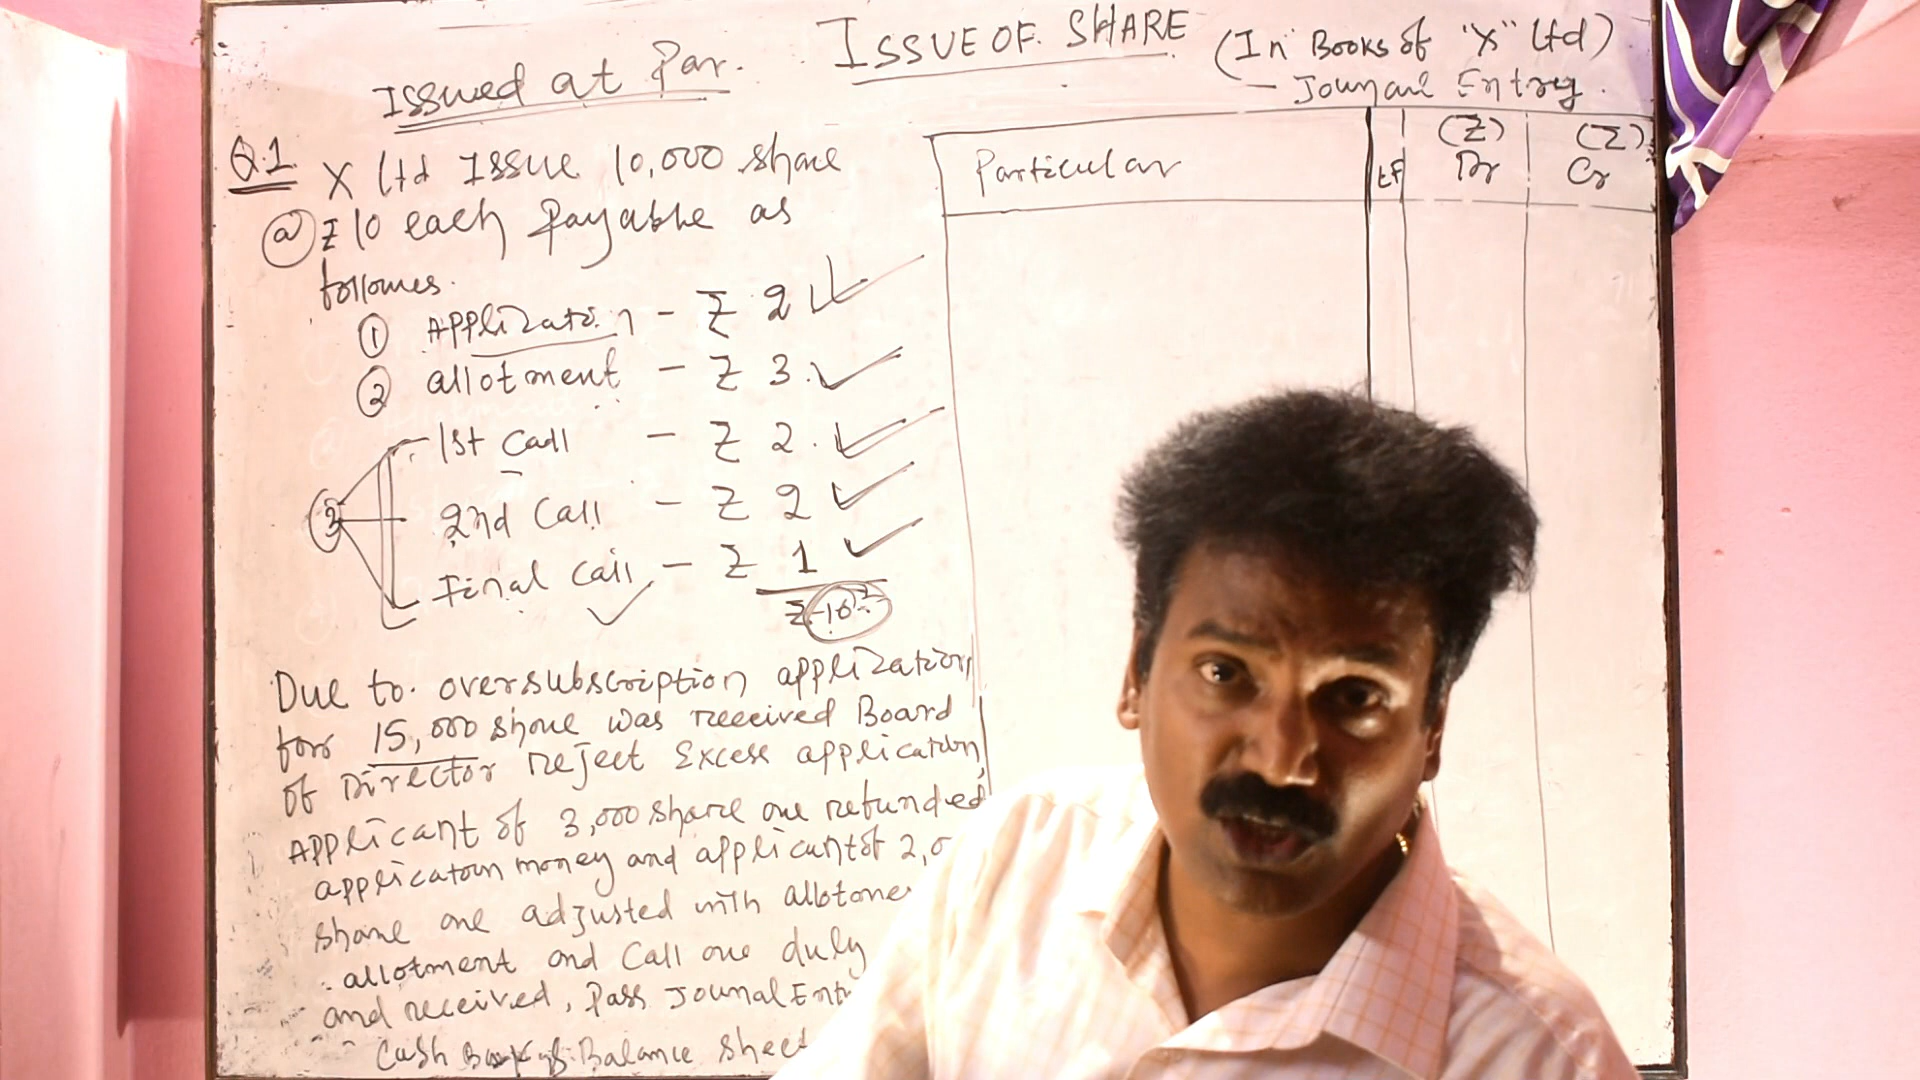 ISSUE OF SHARE
Issued at Par.
(In Books of "X" Ltd)
- Journal Entry.
Q.1 X Ltd Issue 10,000 share
@ ₹10 each Payable as
follows.
① Application - ₹ 2
② allotment - ₹ 3.
③ 1st Call - ₹ 2.
2nd Call - ₹ 2
Final Call - ₹ 1
₹ 10
Due to oversubscription application
for 15,000 share was received Board
of Director reject Excess application
Applicant of 3,000 share are refunded
application money and applicant of 2,0
share are adjusted with
allotment and Call are duly
and received, Pass Journal Ent
Cash Book & Balance sheet
Particular
LF
(₹)
Dr
(₹)
Cr